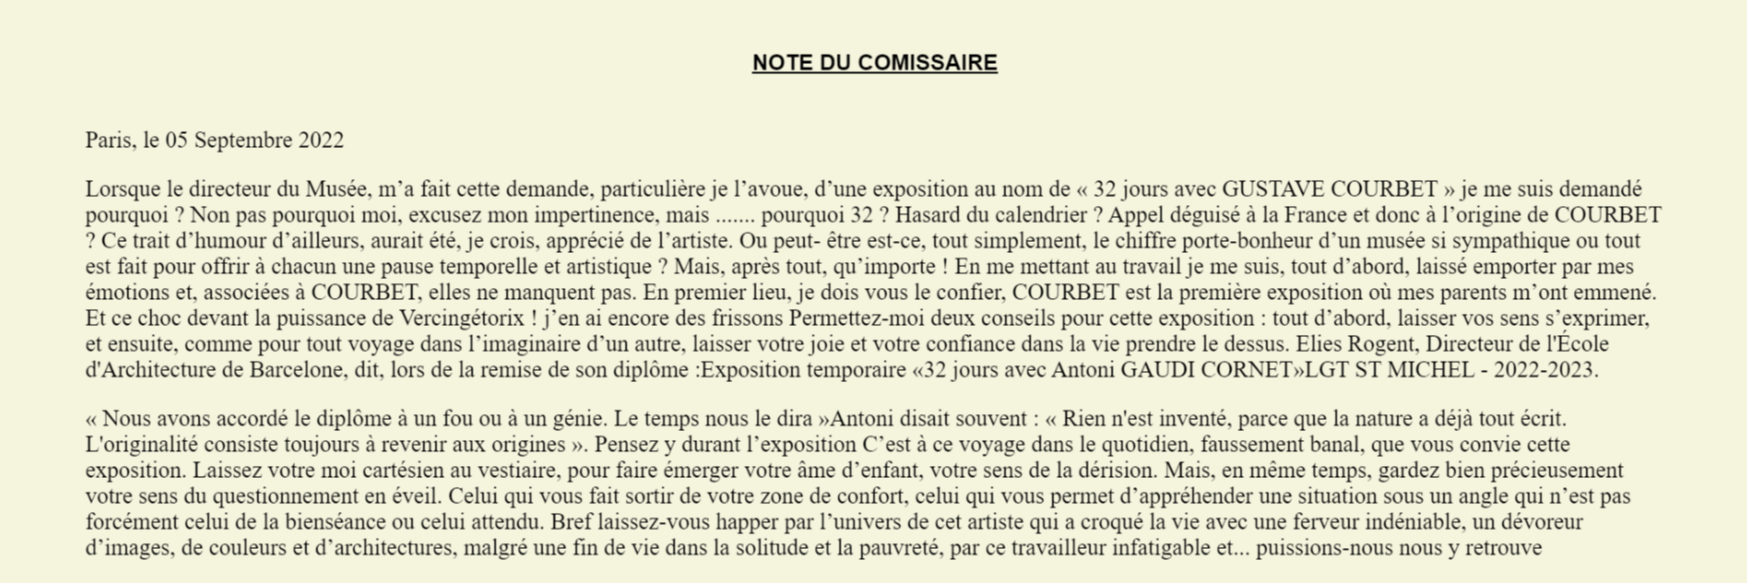 NOTE DU COMISSAIRE
Paris, le 05 Septembre 2022
Lorsque le directeur du Musée, m’a fait cette demande, particulière je l’avoue, d’une exposition au nom de « 32 jours avec GUSTAVE COURBET » je me suis demandé
pourquoi ? Non pas pourquoi moi, excusez mon impertinence, mais ....... pourquoi 32 ? Hasard du calendrier ? Appel déguisé à la France et donc à l’origine de COURBET
? Ce trait d’humour d’ailleurs, aurait été, je crois, apprécié de l’artiste. Ou peut- être est-ce, tout simplement, le chiffre porte-bonheur d’un musée si sympathique ou tout
est fait pour offrir à chacun une pause temporelle et artistique ? Mais, après tout, qu’importe ! En me mettant au travail je me suis, tout d’abord, laissé emporter par mes
émotions et, associées à COURBET, elles ne manquent pas. En premier lieu, je dois vous le confier, COURBET est la première exposition où mes parents m’ont emmené.
Et ce choc devant la puissance de Vercingétorix ! j’en ai encore des frissons Permettez-moi deux conseils pour cette exposition : tout d’abord, laisser vos sens s’exprimer,
et ensuite, comme pour tout voyage dans l’imaginaire d’un autre, laisser votre joie et votre confiance dans la vie prendre le dessus. Elies Rogent, Directeur de l'École
d'Architecture de Barcelone, dit, lors de la remise de son diplôme :Exposition temporaire «32 jours avec Antoni GAUDI CORNET»LGT ST MICHEL - 2022-2023.
« Nous avons accordé le diplôme à un fou ou à un génie. Le temps nous le dira »Antoni disait souvent : « Rien n'est inventé, parce que la nature a déjà tout écrit.
L'originalité consiste toujours à revenir aux origines ». Pensez y durant l’exposition C’est à ce voyage dans le quotidien, faussement banal, que vous convie cette
exposition. Laissez votre moi cartésien au vestiaire, pour faire émerger votre âme d’enfant, votre sens de la dérision. Mais, en même temps, gardez bien précieusement
votre sens du questionnement en éveil. Celui qui vous fait sortir de votre zone de confort, celui qui vous permet d’appréhender une situation sous un angle qui n’est pas
forcément celui de la bienséance ou celui attendu. Bref laissez-vous happer par l’univers de cet artiste qui a croqué la vie avec une ferveur indéniable, un dévoreur
d’images, de couleurs et d’architectures, malgré une fin de vie dans la solitude et la pauvreté, par ce travailleur infatigable et... puissions-nous nous y retrouve